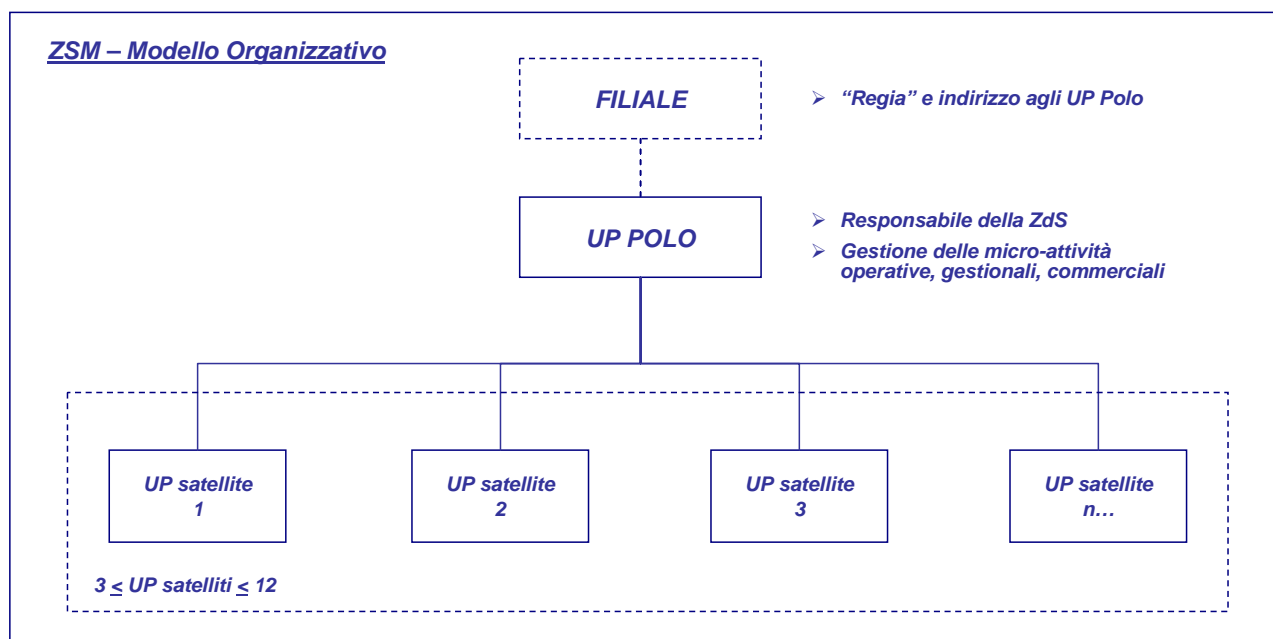 ZSM – Modello Organizzativo
FILIALE
➢ “Regia” e indirizzo agli UP Polo
UP POLO
➢ Responsabile della ZdS
➢ Gestione delle micro-attività
operative, gestionali, commerciali
UP satellite
1
UP satellite
2
UP satellite
3
UP satellite
n…
3 ≤ UP satelliti ≤ 12